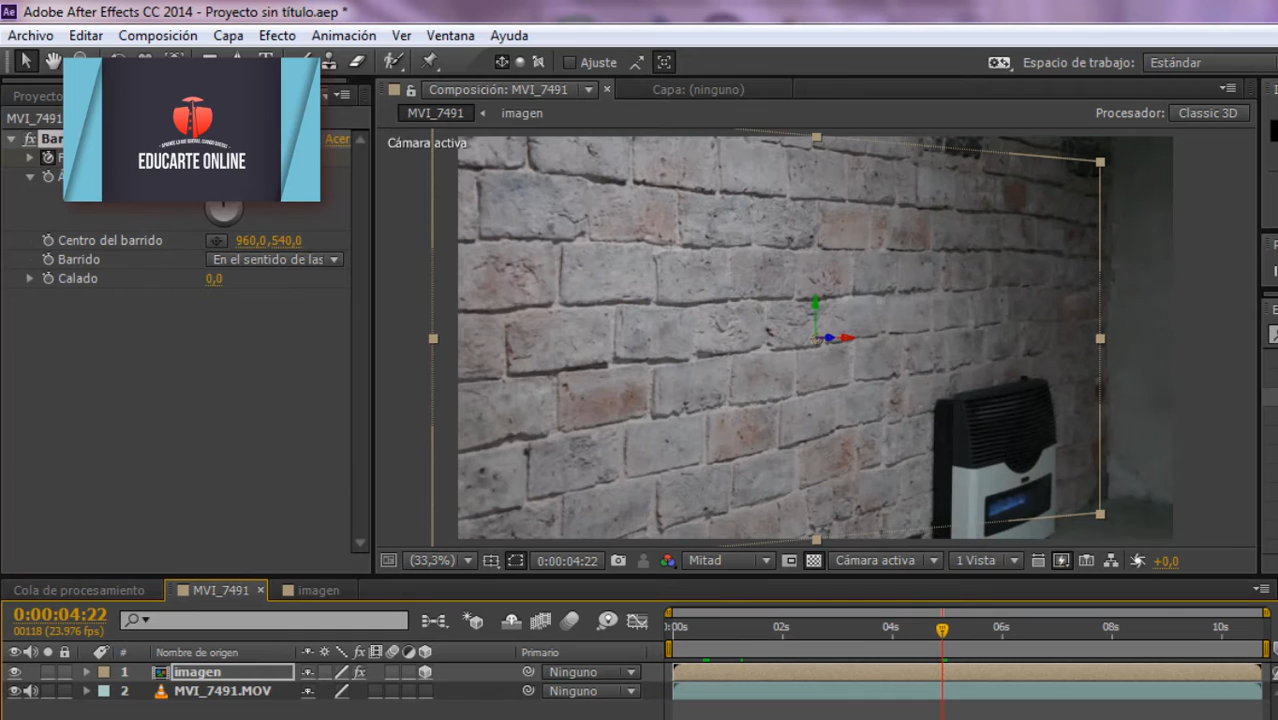 Ae Adobe After Effects CC 2014 - Proyecto sin título.aep *
Archivo Editar Composición Capa Efecto Animación Ver Ventana Ayuda
Ajuste Espacio de trabajo: Estándar
Proyecto
Composición: MVI_7491
Capa: (ninguno)
MVI_7491
MVI_7491 imagen Procesador: Classic 3D
fx Bar Acer
Cámara activa
EDUCARTE ONLINE
Centro del barrido 960,0,540,0
Barrido En el sentido de las
Calado 0,0
(33,3%) 0:00:04:22 Mitad Cámara activa 1 Vista +0,0
Cola de procesamiento MVI_7491 imagen
0:00:04:22
00118 (23.976 fps)
:00s 02s 04s 06s 08s 10s
# Nombre de origen fx Primario
1 imagen fx Ninguno
2 MVI_7491.MOV Ninguno